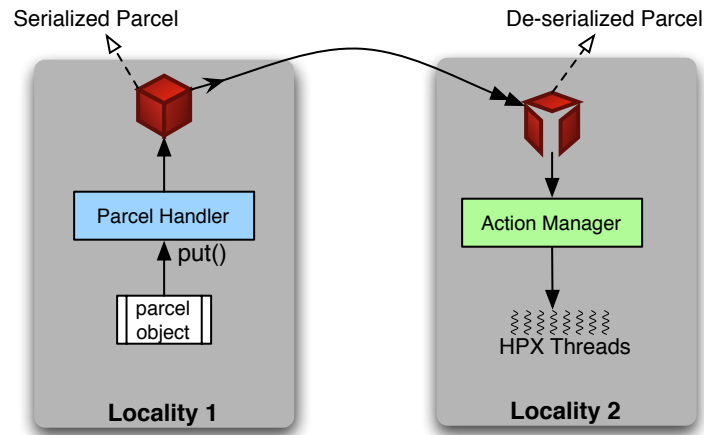 Serialized Parcel
De-serialized Parcel
Parcel Handler
put()
parcel
object
Locality 1
Action Manager
HPX Threads
Locality 2